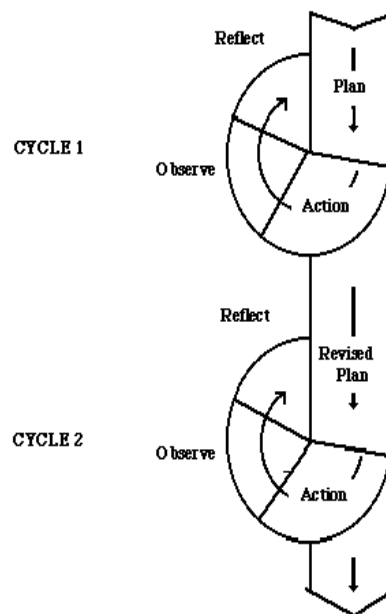 Reflect
Plan
CYCLE 1
Observe
Action
Reflect
Revised
Plan
CYCLE 2
Observe
Action